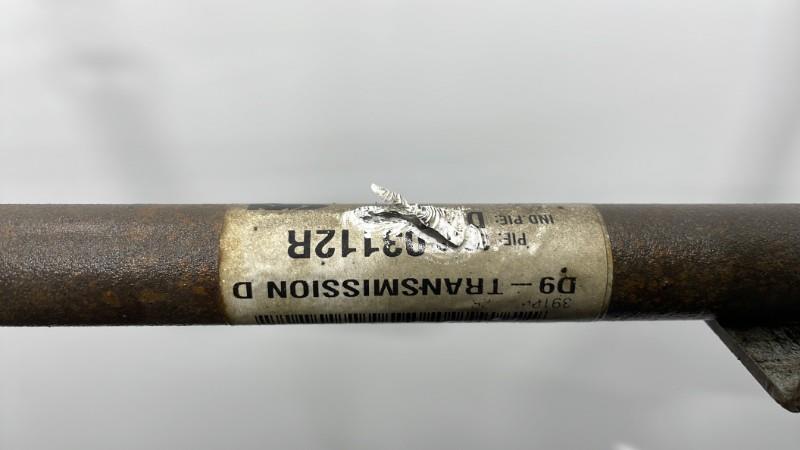 D9 – TRANSMISSION D
PIE: 03112R
IND PIE: D